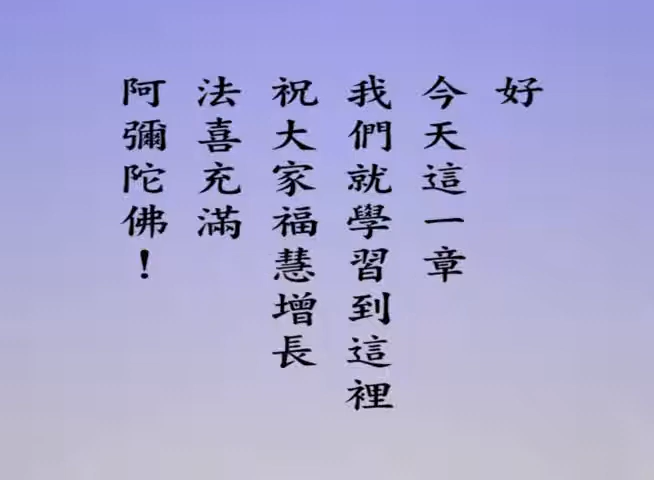 好
今天這一章
我們就學習到這裡
祝大家福慧增長
法喜充滿
阿彌陀佛！